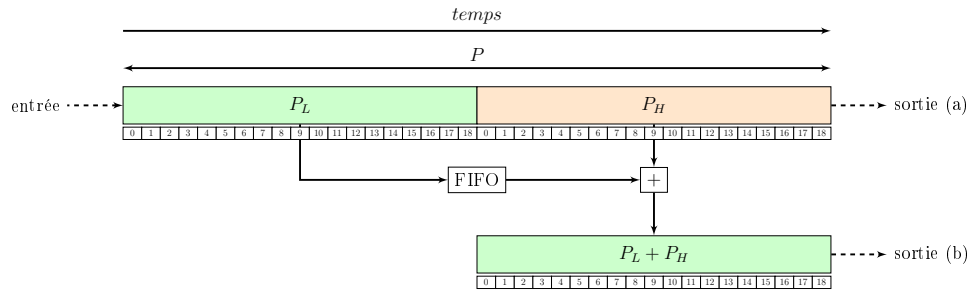 temps
P
entrée P_L P_H sortie (a)
0 1 2 3 4 5 6 7 8 9 10 11 12 13 14 15 16 17 18 0 1 2 3 4 5 6 7 8 9 10 11 12 13 14 15 16 17 18
FIFO +
P_L + P_H sortie (b)
0 1 2 3 4 5 6 7 8 9 10 11 12 13 14 15 16 17 18